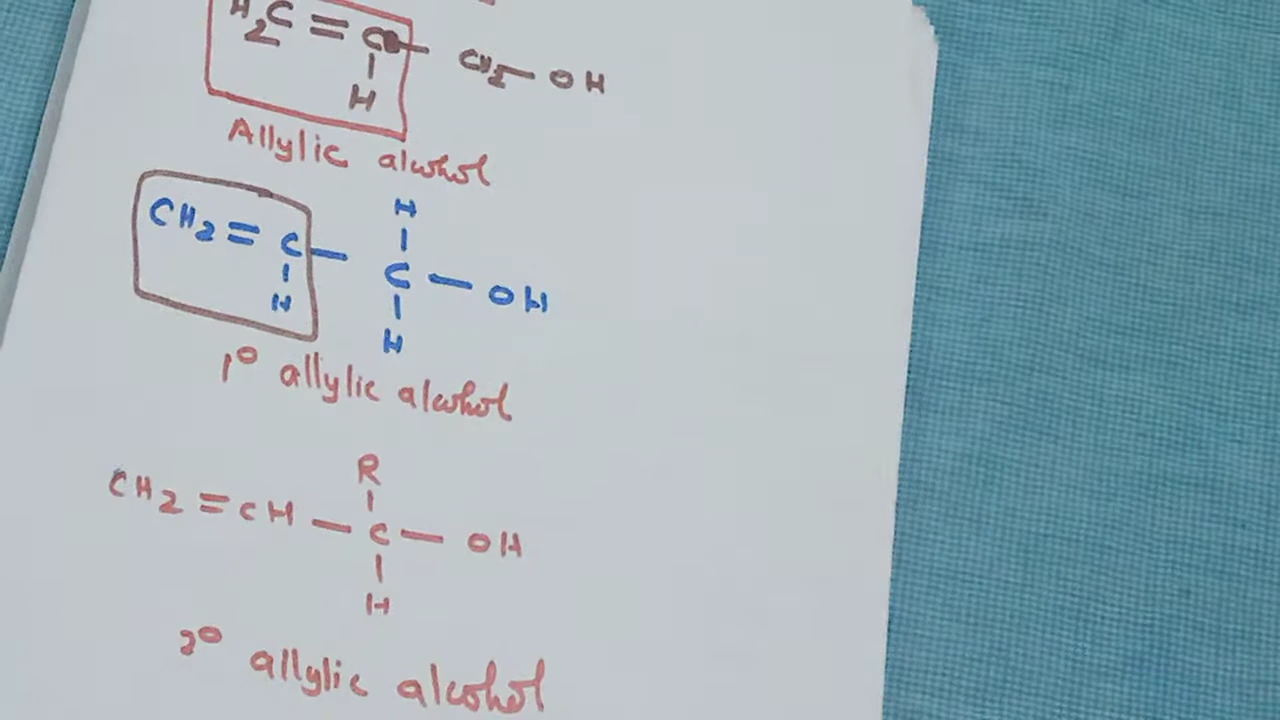 H2C = C - CH2 - OH
H
Allylic alcohol
H
CH2 = C - C - OH
H
H
1° allylic alcohol
R
CH2 = CH - C - OH
H
2° allylic alcohol